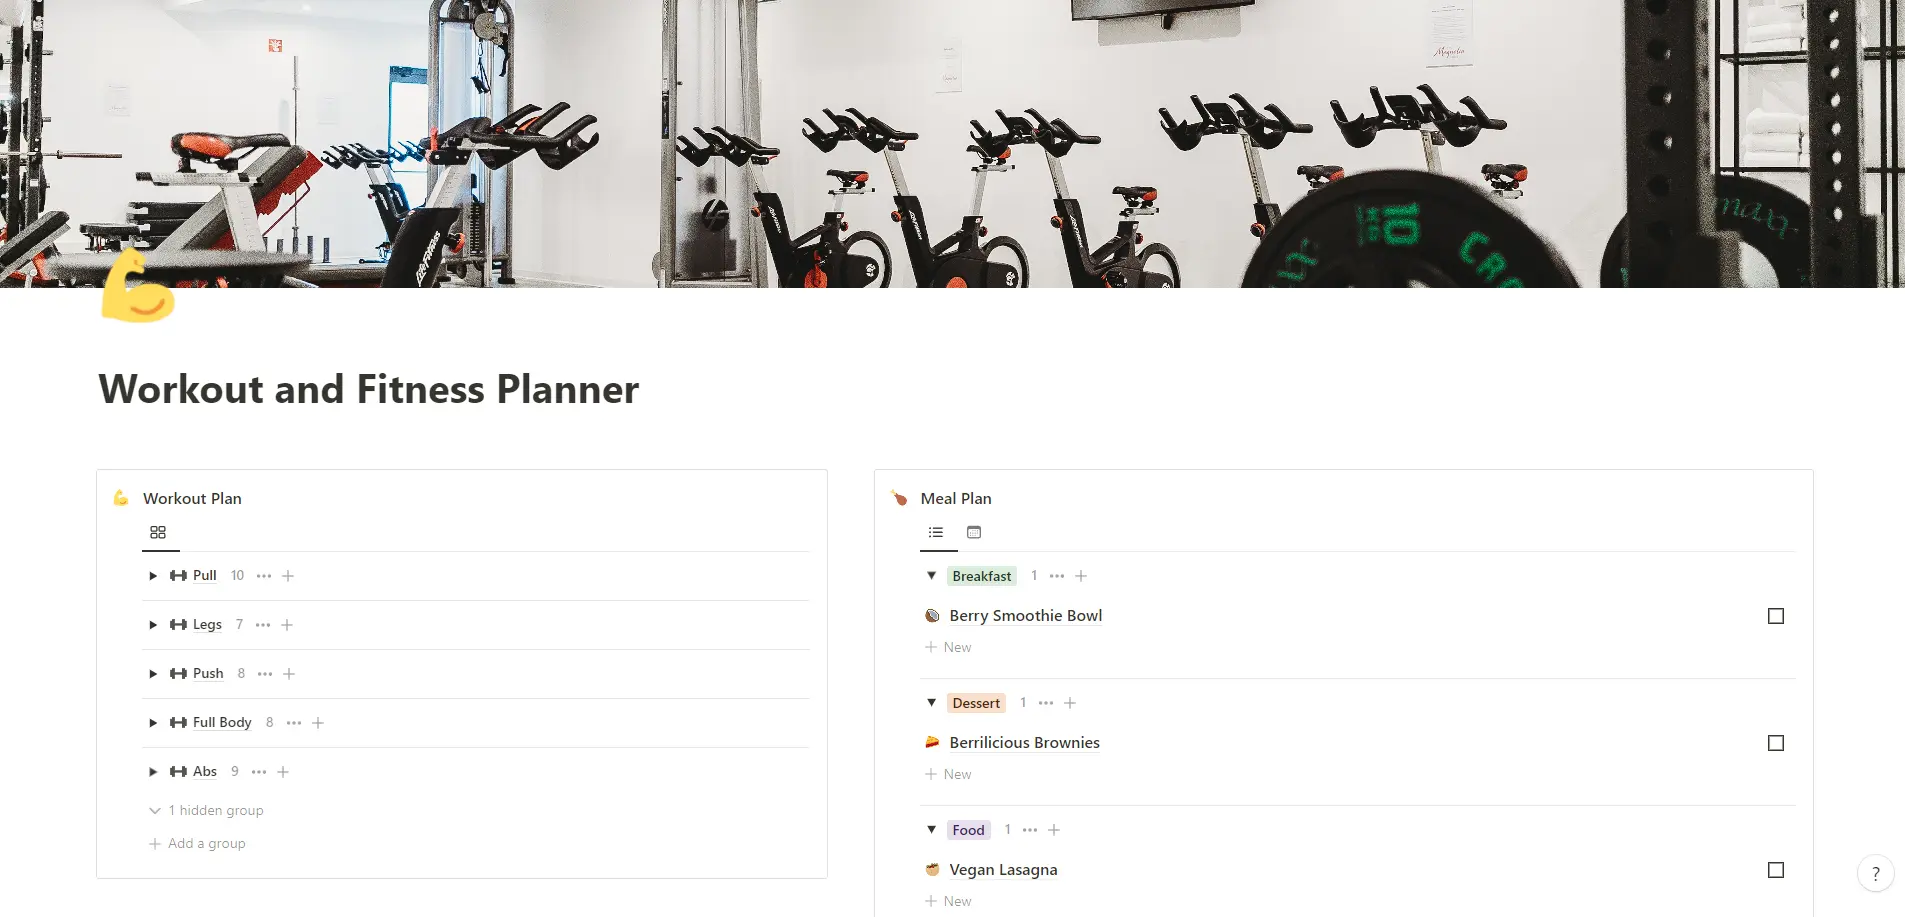 Magnolia
10
Workout and Fitness Planner
Workout Plan
Pull 10
Legs 7
Push 8
Full Body 8
Abs 9
1 hidden group
Add a group
Meal Plan
Breakfast 1
Berry Smoothie Bowl
New
Dessert 1
Berrilicious Brownies
New
Food 1
Vegan Lasagna
New
?